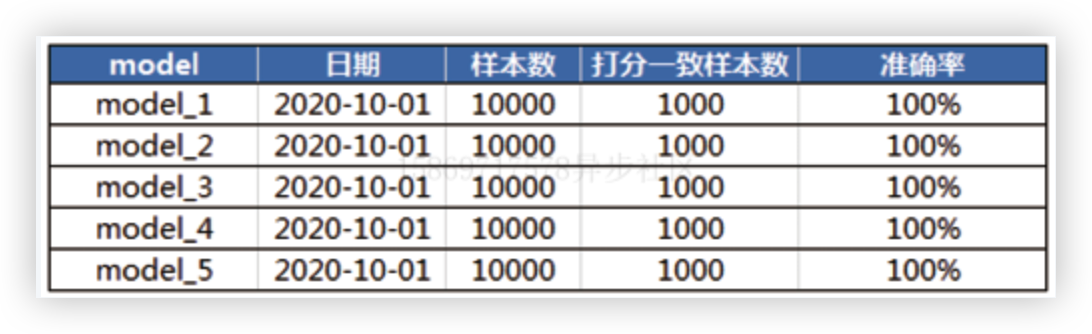 model 日期 样本数 打分一致样本数 准确率
model_1 2020-10-01 10000 1000 100%
model_2 2020-10-01 10000 1000 100%
model_3 2020-10-01 10000 1000 100%
model_4 2020-10-01 10000 1000 100%
model_5 2020-10-01 10000 1000 100%
异步社区